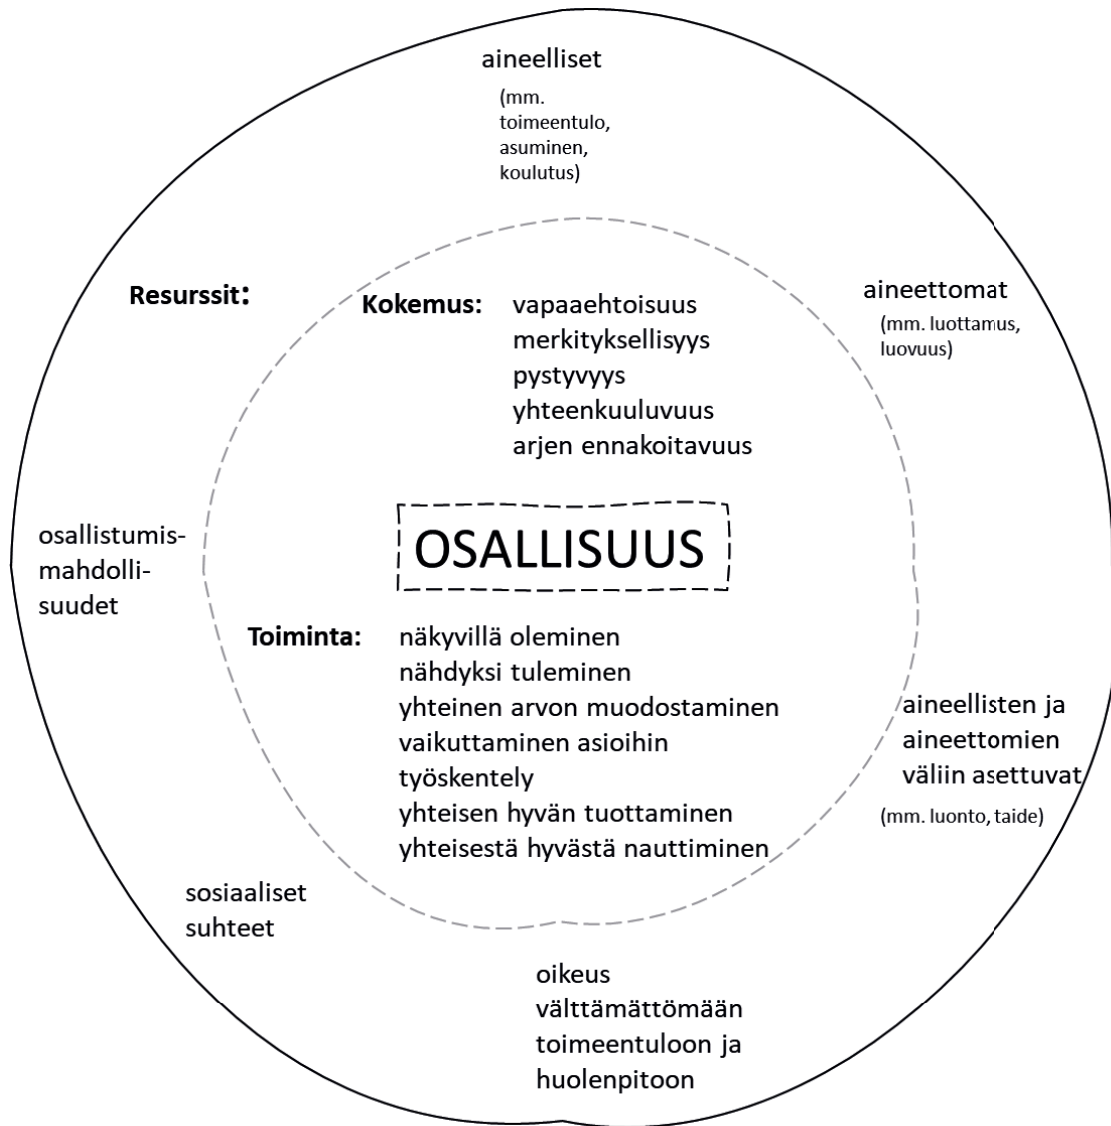 aineelliset
(mm.
toimeentulo,
asuminen,
koulutus)
Resurssit:
aineettomat
(mm. luottamus,
luovuus)
Kokemus:
vapaaehtoisuus
merkityksellisyys
pystyvyys
yhteenkuuluvuus
arjen ennakoitavuus
osallistumis-
mahdolli-
suudet
OSALLISUUS
Toiminta:
näkyvillä oleminen
nähdyksi tuleminen
yhteinen arvon muodostaminen
vaikuttaminen asioihin
työskentely
yhteisen hyvän tuottaminen
yhteisestä hyvästä nauttiminen
aineellisten ja
aineettomien
väliin asettuvat
(mm. luonto, taide)
sosiaaliset
suhteet
oikeus
välttämättömään
toimeentuloon ja
huolenpitoon